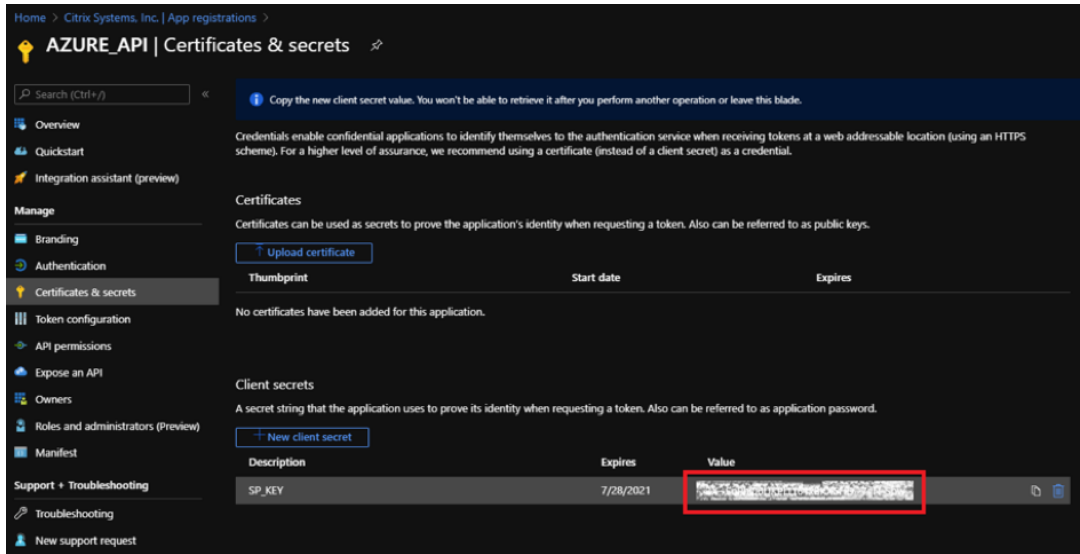 Home > Citrix Systems, Inc. | App registrations >
AZURE_API | Certificates & secrets
Search (Ctrl+/)
«
Overview
Quickstart
Integration assistant (preview)
Manage
Branding
Authentication
Certificates & secrets
Token configuration
API permissions
Expose an API
Owners
Roles and administrators (Preview)
Manifest
Support + Troubleshooting
Troubleshooting
New support request
Copy the new client secret value. You won't be able to retrieve it after you perform another operation or leave this blade.
Credentials enable confidential applications to identify themselves to the authentication service when receiving tokens at a web addressable location (using an HTTPS
scheme). For a higher level of assurance, we recommend using a certificate (instead of a client secret) as a credential.
Certificates
Certificates can be used as secrets to prove the application's identity when requesting a token. Also can be referred to as public keys.
Upload certificate
Thumbprint Start date Expires
No certificates have been added for this application.
Client secrets
A secret string that the application uses to prove its identity when requesting a token. Also can be referred to as application password.
New client secret
Description Expires Value
SP_KEY 7/28/2021